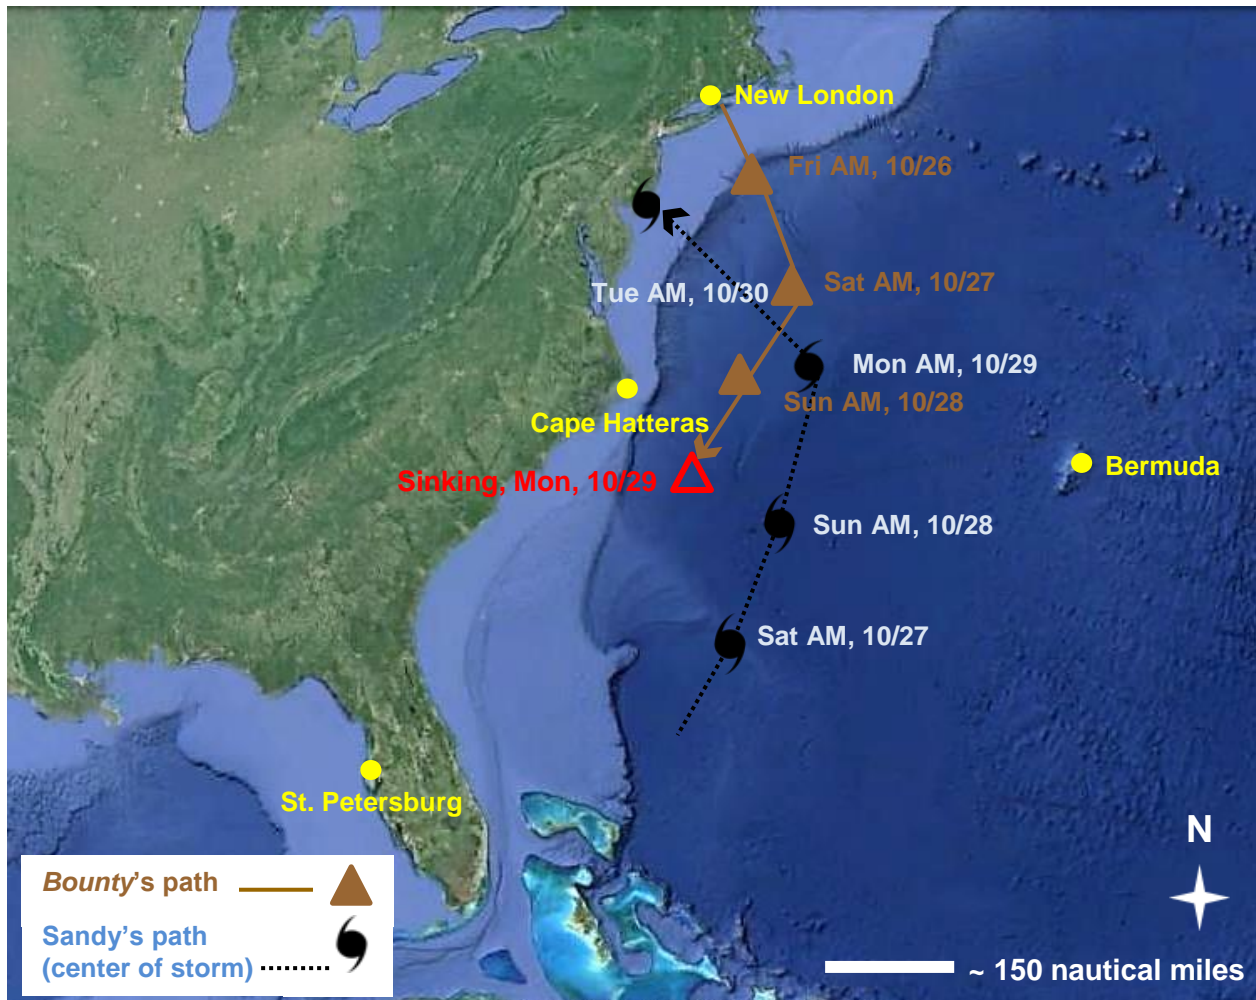 New London
Fri AM, 10/26
Sat AM, 10/27
Tue AM, 10/30
Mon AM, 10/29
Sun AM, 10/28
Cape Hatteras
Bermuda
Sinking, Mon, 10/29
Sun AM, 10/28
Sat AM, 10/27
St. Petersburg
N
Bounty's path
Sandy's path
(center of storm)
~ 150 nautical miles